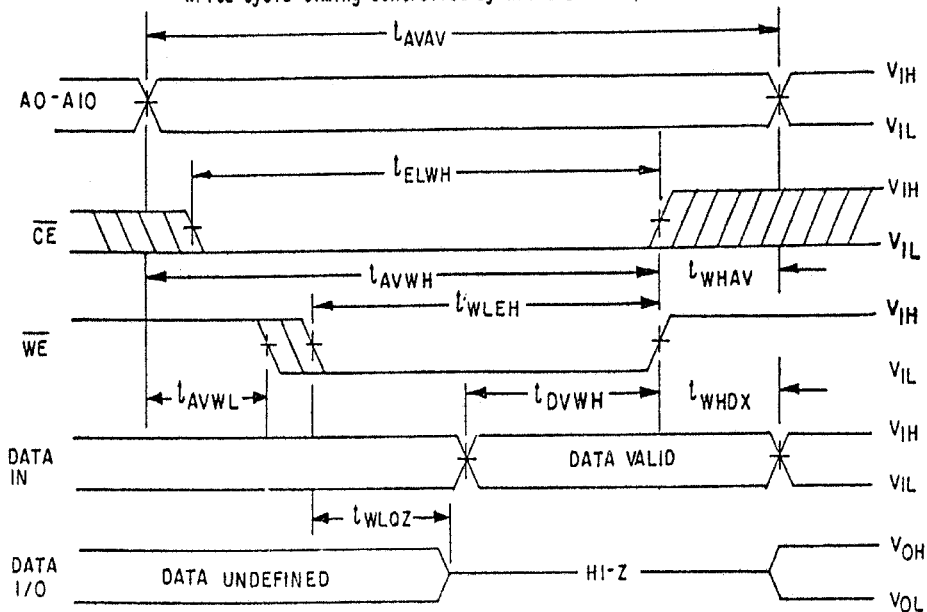 tAVAV
A0-A10
VIH
VIL
tELWH
CE
VIH
VIL
tAVWH
tWHAV
tWLEH
WE
VIH
VIL
tAVWL
tDVWH
tWHDX
DATA IN
DATA VALID
VIH
VIL
tWLQZ
DATA I/O
DATA UNDEFINED
HI-Z
VOH
VOL